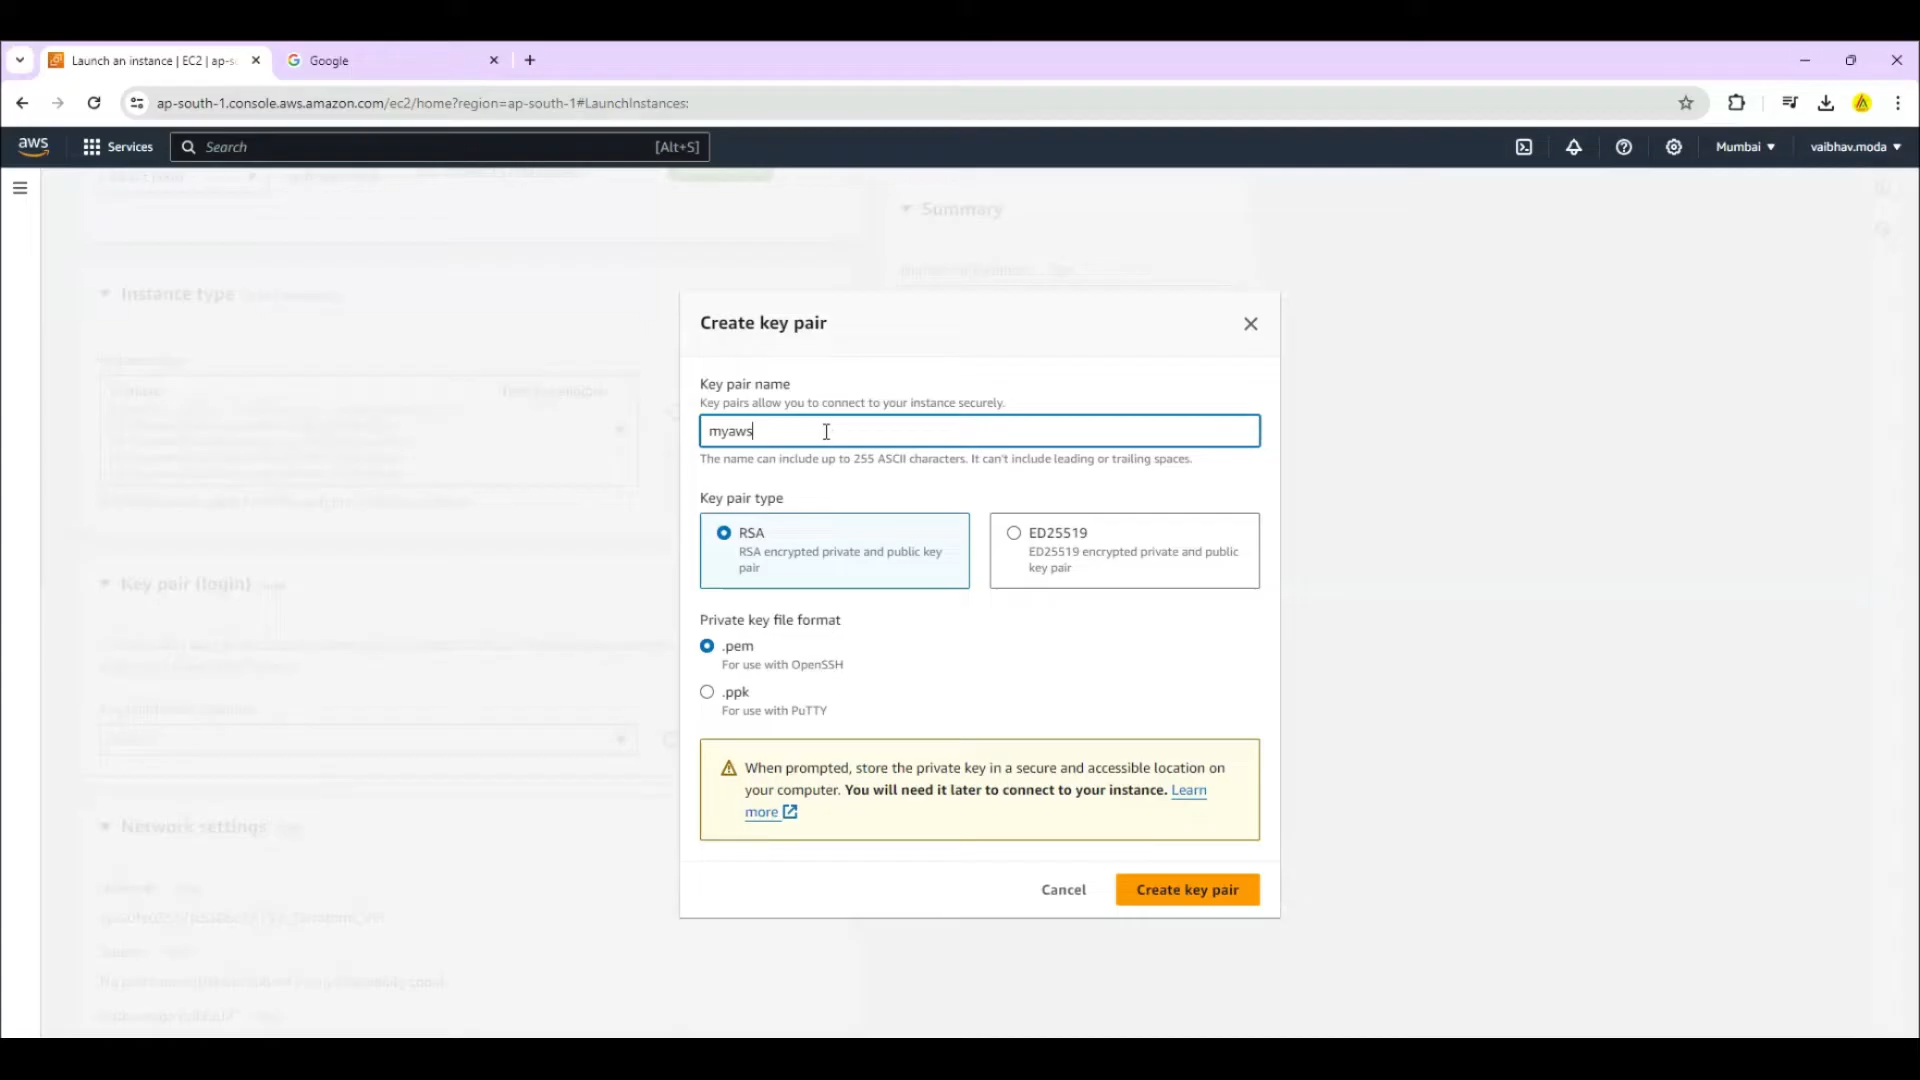 Launch an instance | EC2 | ap-s
Google
ap-south-1.console.aws.amazon.com/ec2/home?region=ap-south-1#LaunchInstances:
aws
Services
Search
[Alt+S]
Mumbai
vaibhav.moda
Summary
Instance type
Create key pair
Key pair name
Key pairs allow you to connect to your instance securely.
myaws
The name can include up to 255 ASCII characters. It can't include leading or trailing spaces.
Key pair type
RSA
RSA encrypted private and public key
pair
ED25519
ED25519 encrypted private and public
key pair
Key pair (login)
Private key file format
.pem
For use with OpenSSH
.ppk
For use with PuTTY
When prompted, store the private key in a secure and accessible location on
your computer. You will need it later to connect to your instance. Learn
more
Network settings
Cancel
Create key pair